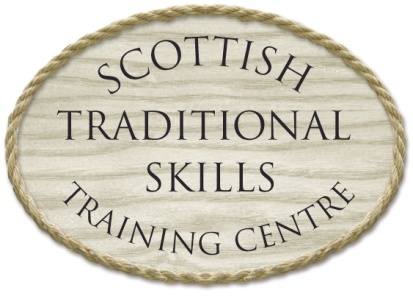 SCOTTISH
TRADITIONAL
SKILLS
TRAINING CENTRE